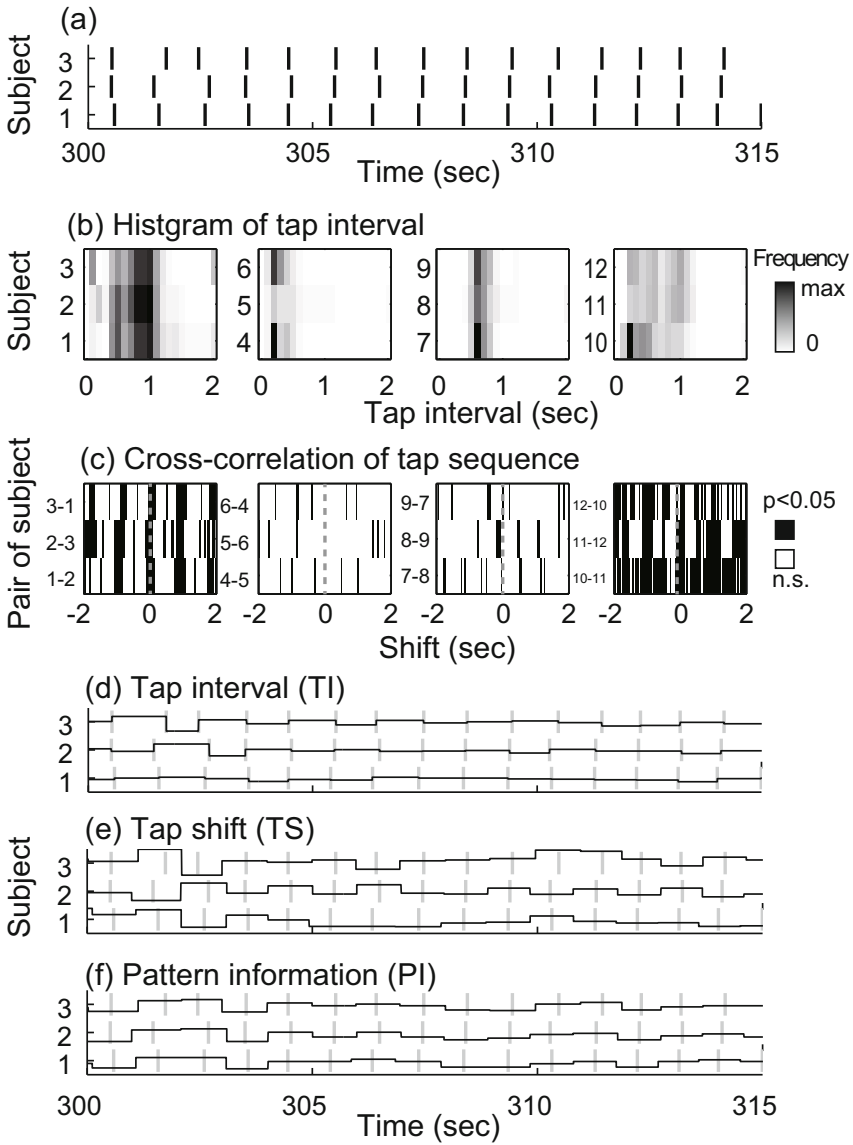 (a)
Subject
3
2
1
300 305 310 315
Time (sec)
(b) Histgram of tap interval
Subject
3 6 9 12
2 5 8 11
1 4 7 10
Frequency
max
0
0 1 2 0 1 2 0 1 2 0 1 2
Tap interval (sec)
(c) Cross-correlation of tap sequence
Pair of subject
3-1 6-4 9-7 12-10
2-3 5-6 8-9 11-12
1-2 4-5 7-8 10-11
p<0.05
n.s.
-2 0 2 -2 0 2 -2 0 2 -2 0 2
Shift (sec)
(d) Tap interval (TI)
3
2
1
(e) Tap shift (TS)
Subject
3
2
1
(f) Pattern information (PI)
3
2
1
300 305 310 315
Time (sec)